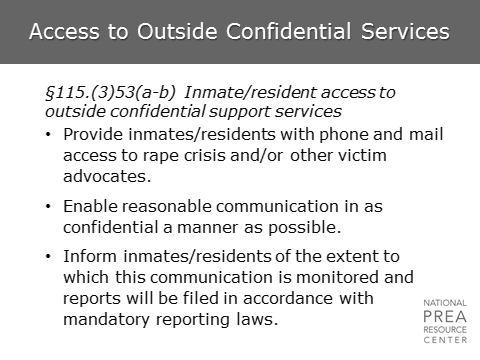 Access to Outside Confidential Services
§115.(3)53(a-b)  Inmate/resident access to
outside confidential support services
• Provide inmates/residents with phone and mail
access to rape crisis and/or other victim
advocates.
• Enable reasonable communication in as
confidential a manner as possible.
• Inform inmates/residents of the extent to
which this communication is monitored and
reports will be filed in accordance with
mandatory reporting laws.
NATIONAL
PREA
RESOURCE
CENTER